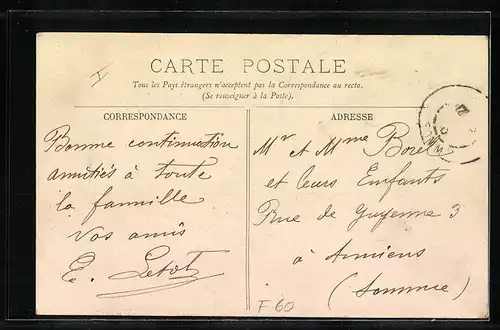 I
CARTE POSTALE
Tous les Pays étrangers n'acceptent pas la Correspondance au recto.
(Se renseigner à la Poste).
CORRESPONDANCE
Bonne continuation
amitiés à toute
la famille
vos amis
E. Letot
ADRESSE
Mr et Mme Borel
et leurs Enfants
Rue de Guyenne 3
à Amiens
(Somme)
F 60